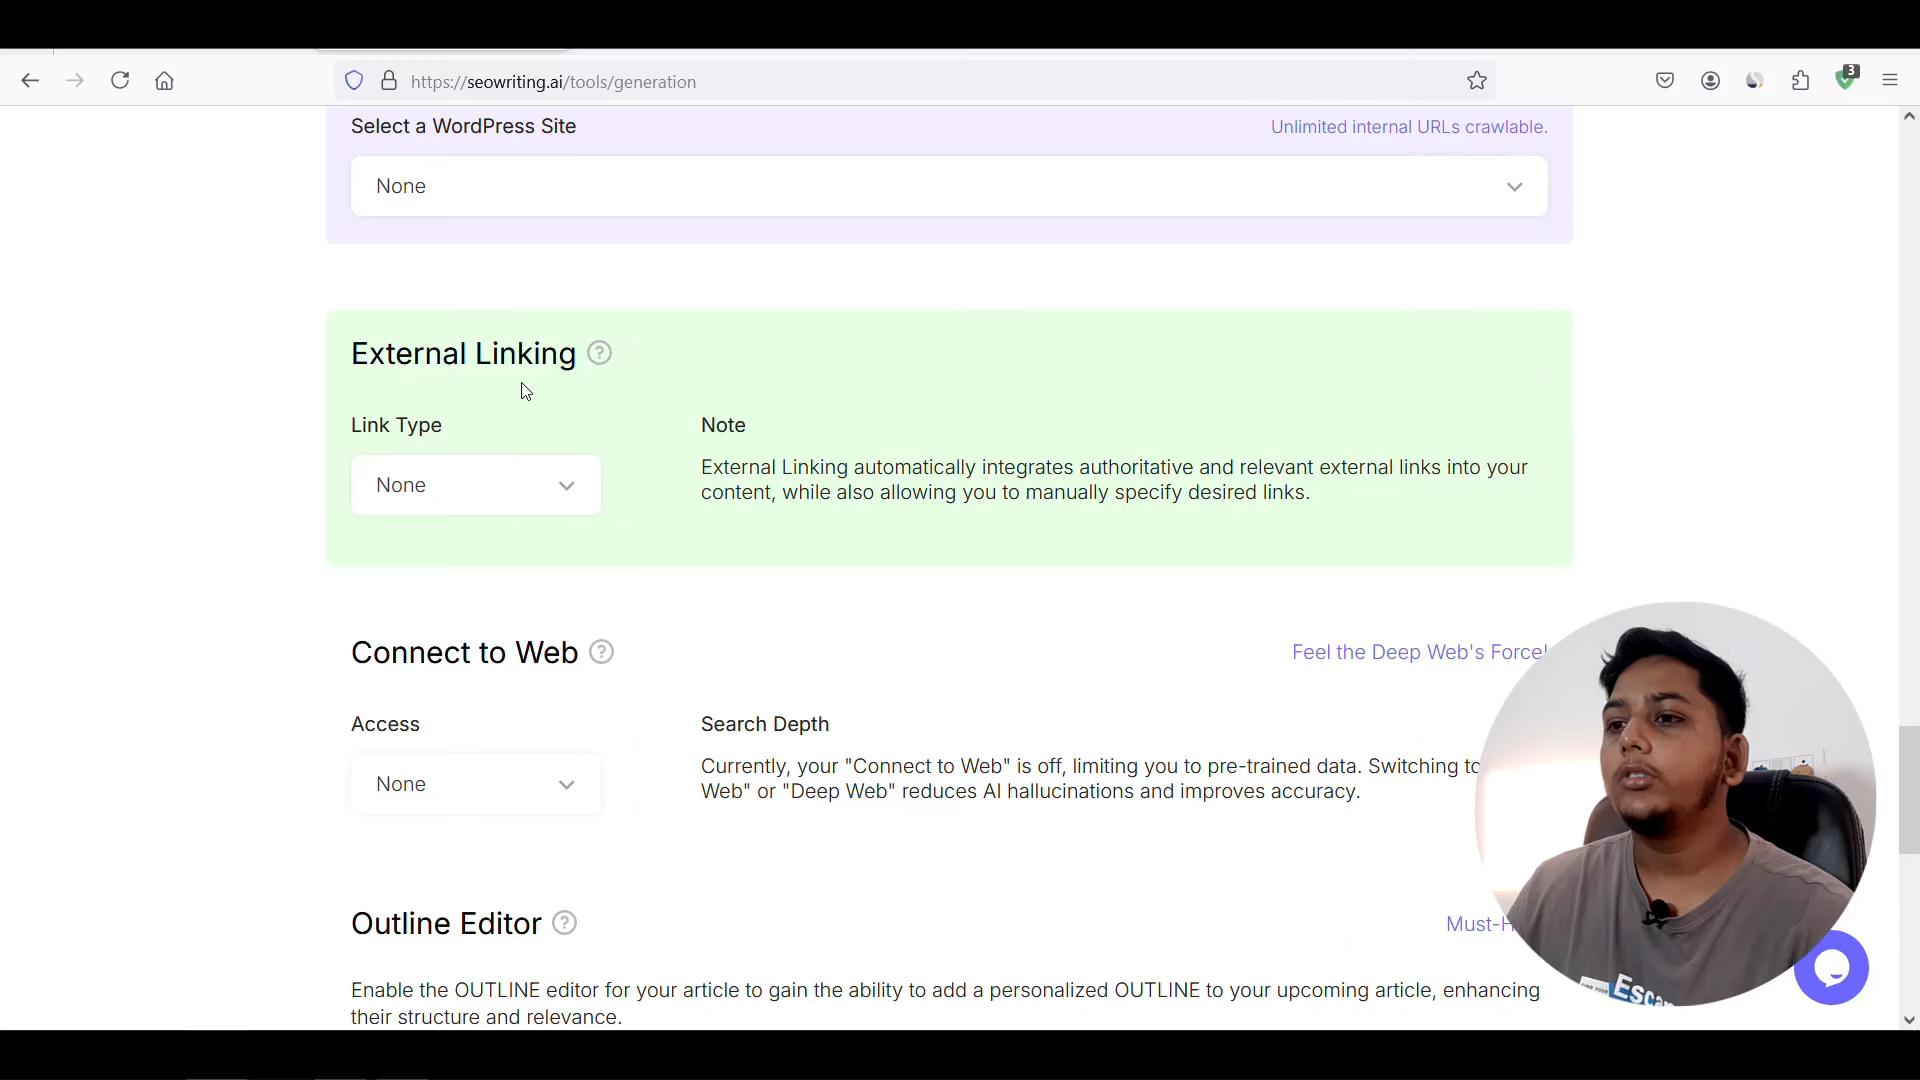 https://seowriting.ai/tools/generation
3
Select a WordPress Site
Unlimited internal URLs crawlable.
None
External Linking ?
Link Type
Note
None
External Linking automatically integrates authoritative and relevant external links into your
content, while also allowing you to manually specify desired links.
Connect to Web ?
Feel the Deep Web's Force!
Access
Search Depth
None
Currently, your "Connect to Web" is off, limiting you to pre-trained data. Switching to
Web" or "Deep Web" reduces AI hallucinations and improves accuracy.
Outline Editor ?
Must-H
Enable the OUTLINE editor for your article to gain the ability to add a personalized OUTLINE to your upcoming article, enhancing
their structure and relevance.